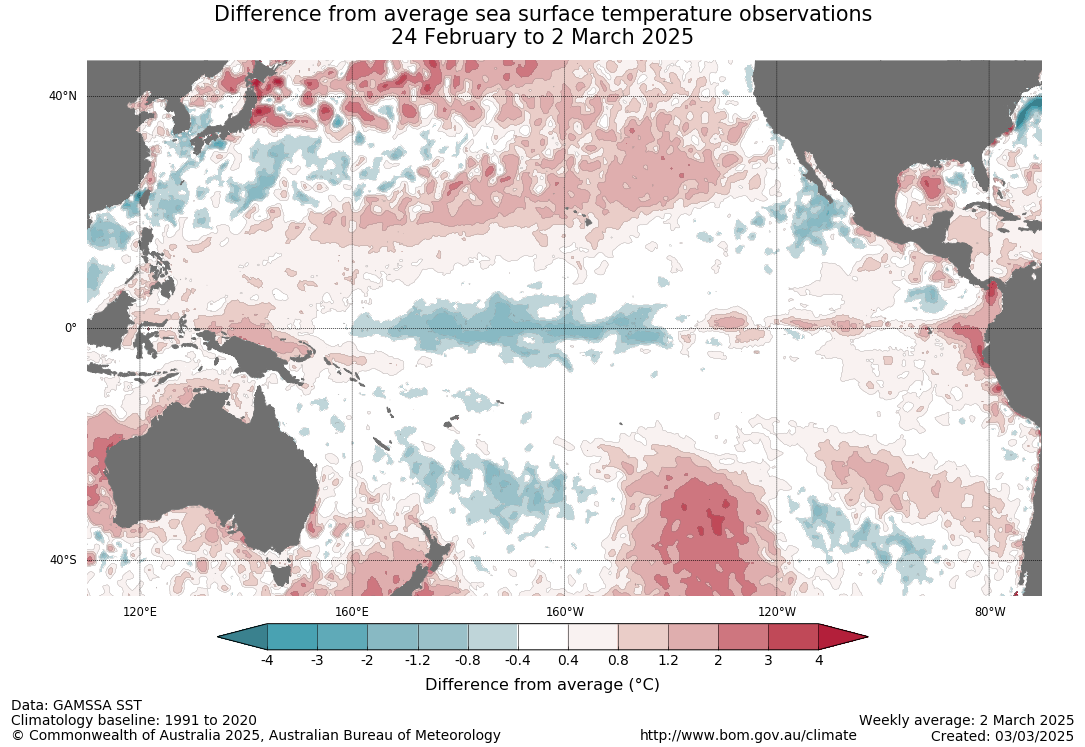 Difference from average sea surface temperature observations
24 February to 2 March 2025
40°N
0°
40°S
120°E 160°E 160°W 120°W 80°W
-4 -3 -2 -1.2 -0.8 -0.4 0.4 0.8 1.2 2 3 4
Difference from average (°C)
Data: GAMSSA SST
Climatology baseline: 1991 to 2020
© Commonwealth of Australia 2025, Australian Bureau of Meteorology
http://www.bom.gov.au/climate
Weekly average: 2 March 2025
Created: 03/03/2025